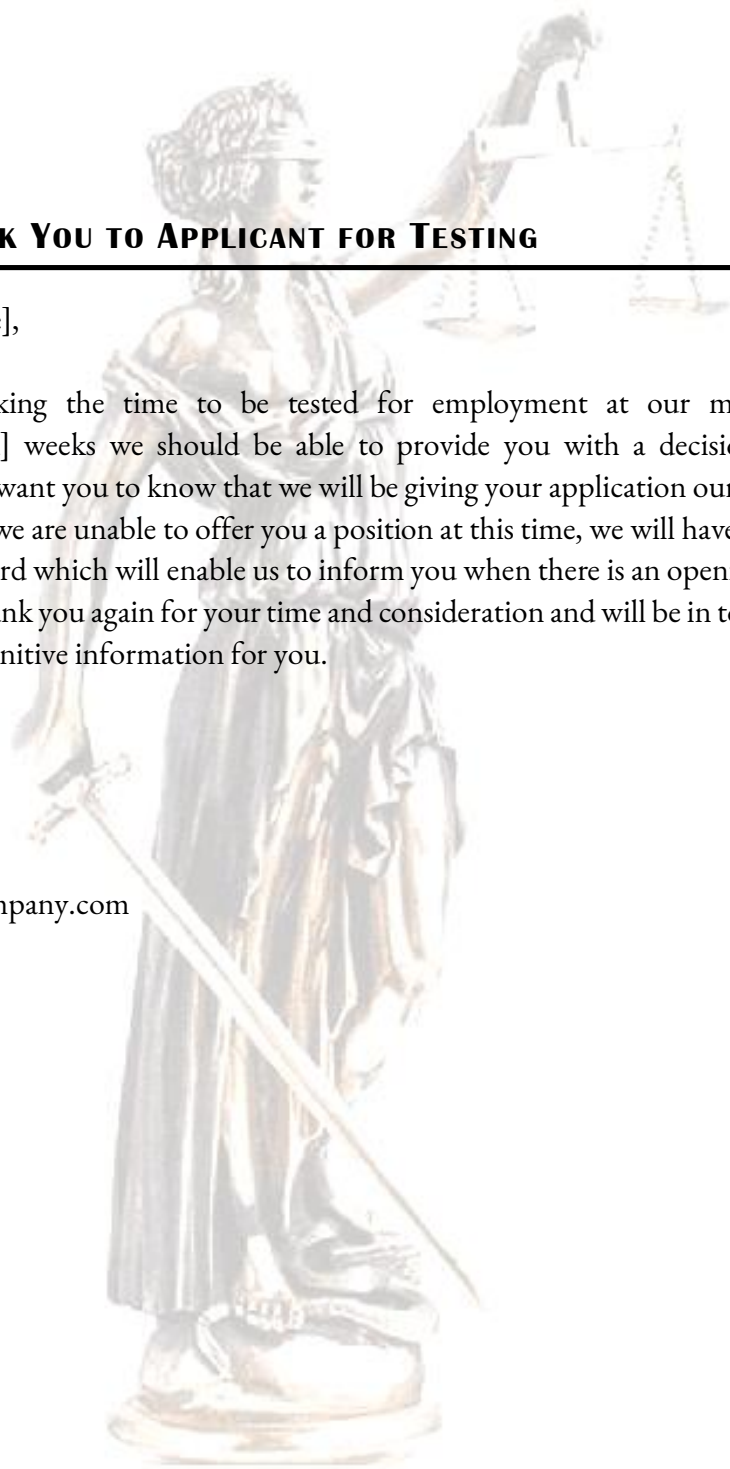 k You to Applicant for Testing
e],
king the time to be tested for employment at our m
] weeks we should be able to provide you with a decisi
want you to know that we will be giving your application our
we are unable to offer you a position at this time, we will have
rd which will enable us to inform you when there is an open
nk you again for your time and consideration and will be in t
nitive information for you.
mpany.com